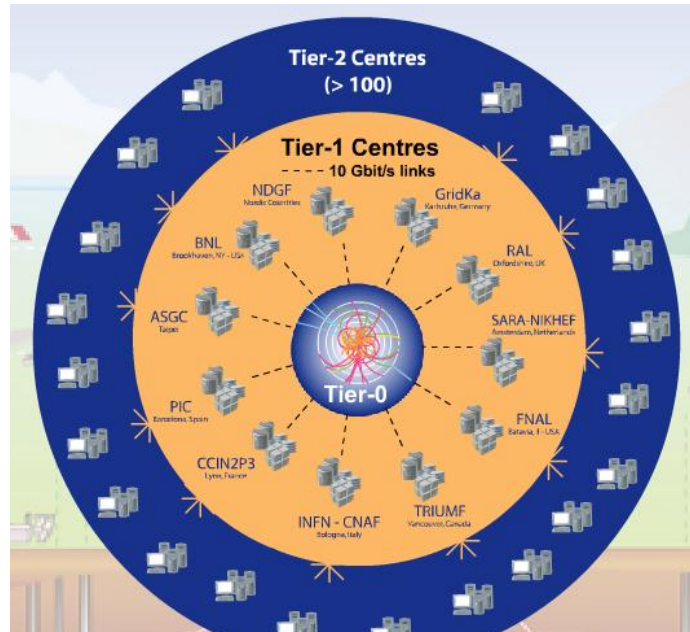 Tier-2 Centres
(> 100)
Tier-1 Centres
----- 10 Gbit/s links
NDGF
Nordic Countries
GridKa
Karlsruhe, Germany
BNL
Brookhaven, NY - USA
RAL
Oxfordshire, UK
ASGC
Taipei
SARA-NIKHEF
Amsterdam, Netherlands
Tier-0
PIC
Barcelona, Spain
FNAL
Batavia, Il - USA
CCIN2P3
Lyon, France
TRIUMF
Vancouver, Canada
INFN - CNAF
Bologna, Italy